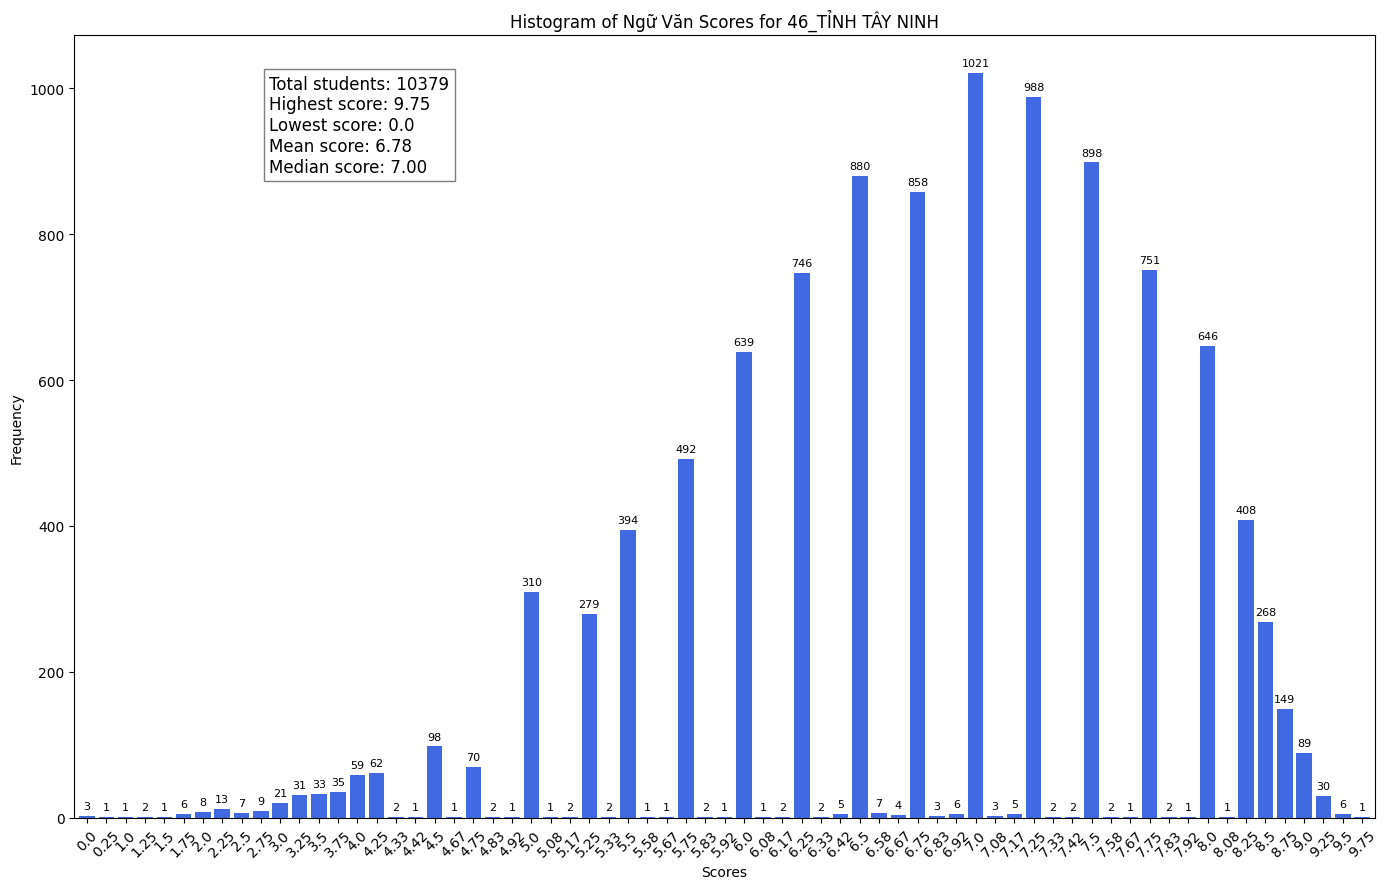 Histogram of Ngữ Văn Scores for 46_TỈNH TÂY NINH
Total students: 10379
Highest score: 9.75
Lowest score: 0.0
Mean score: 6.78
Median score: 7.00
Frequency
1000
800
600
400
200
0
3 1 1 2 1 6 8 13 7 9 21 31 33 35 59 62 2 1 98 1 70 2 1 310 1 2 279 2 394 1 1 492 2 1 639 1 2 746 2 5 880 7 4 858 3 6 1021 3 5 988 2 2 898 2 1 751 2 1 646 1 408 268 149 89 30 6 1
0.0 0.25 1.0 1.25 1.5 1.75 2.0 2.25 2.5 2.75 3.0 3.25 3.5 3.75 4.0 4.25 4.33 4.42 4.5 4.67 4.75 4.83 4.92 5.0 5.08 5.17 5.25 5.33 5.5 5.58 5.67 5.75 5.83 5.92 6.0 6.08 6.17 6.25 6.33 6.42 6.5 6.58 6.67 6.75 6.83 6.92 7.0 7.08 7.17 7.25 7.33 7.42 7.5 7.58 7.67 7.75 7.83 7.92 8.0 8.08 8.25 8.5 8.75 9.0 9.25 9.5 9.75
Scores